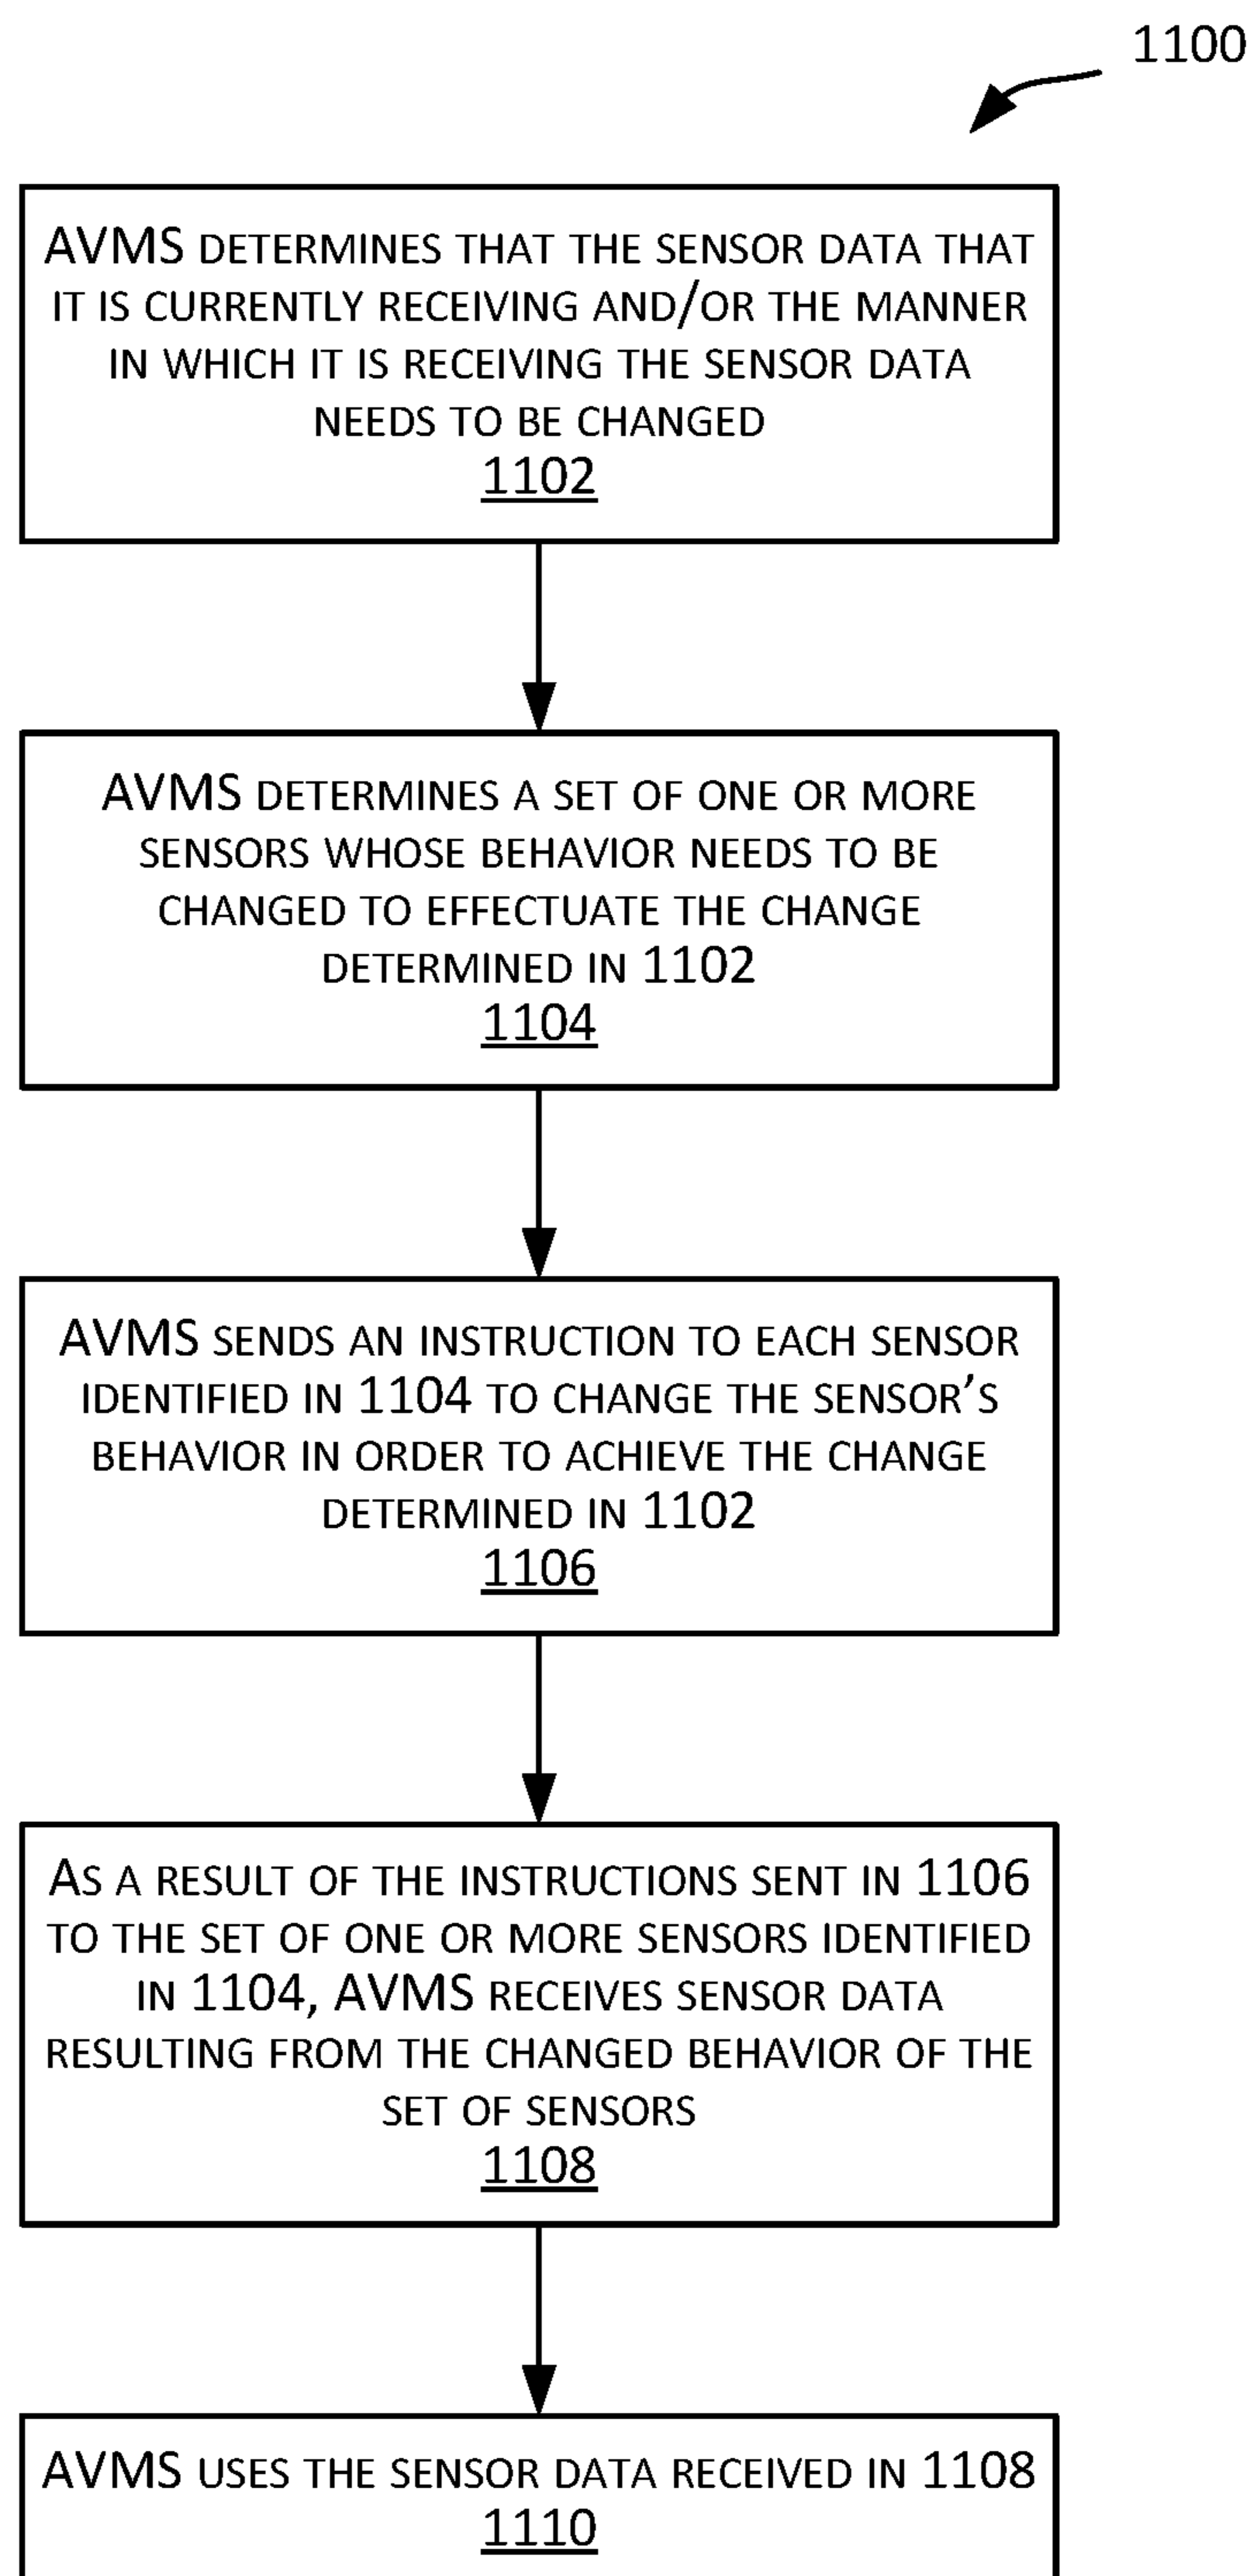 1100
AVMS DETERMINES THAT THE SENSOR DATA THAT
IT IS CURRENTLY RECEIVING AND/OR THE MANNER
IN WHICH IT IS RECEIVING THE SENSOR DATA
NEEDS TO BE CHANGED
1102
AVMS DETERMINES A SET OF ONE OR MORE
SENSORS WHOSE BEHAVIOR NEEDS TO BE
CHANGED TO EFFECTUATE THE CHANGE
DETERMINED IN 1102
1104
AVMS SENDS AN INSTRUCTION TO EACH SENSOR
IDENTIFIED IN 1104 TO CHANGE THE SENSOR’S
BEHAVIOR IN ORDER TO ACHIEVE THE CHANGE
DETERMINED IN 1102
1106
AS A RESULT OF THE INSTRUCTIONS SENT IN 1106
TO THE SET OF ONE OR MORE SENSORS IDENTIFIED
IN 1104, AVMS RECEIVES SENSOR DATA
RESULTING FROM THE CHANGED BEHAVIOR OF THE
SET OF SENSORS
1108
AVMS USES THE SENSOR DATA RECEIVED IN 1108
1110